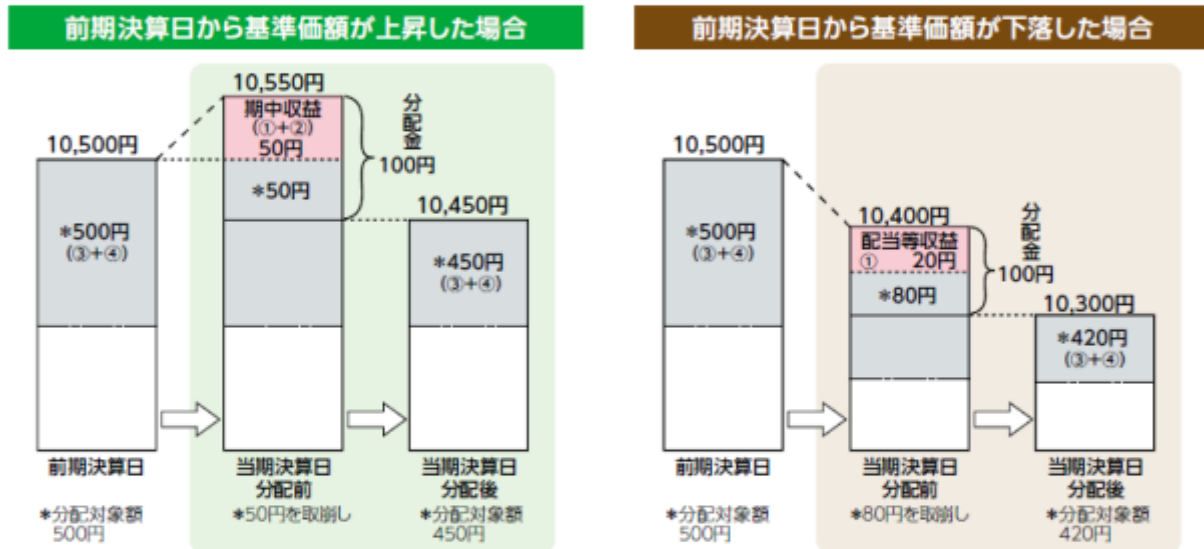 前期決算日から基準価額が上昇した場合
10,550円
期中収益
(①+②)
50円
分配金
100円
10,500円
*50円
10,450円
*500円
(③+④)
*450円
(③+④)
前期決算日
当期決算日
分配前
当期決算日
分配後
*分配対象額
500円
*50円を取崩し
*分配対象額
450円
前期決算日から基準価額が下落した場合
10,500円
10,400円
配当等収益
① 20円
分配金
100円
*500円
(③+④)
*80円
10,300円
*420円
(③+④)
前期決算日
当期決算日
分配前
当期決算日
分配後
*分配対象額
500円
*80円を取崩し
*分配対象額
420円